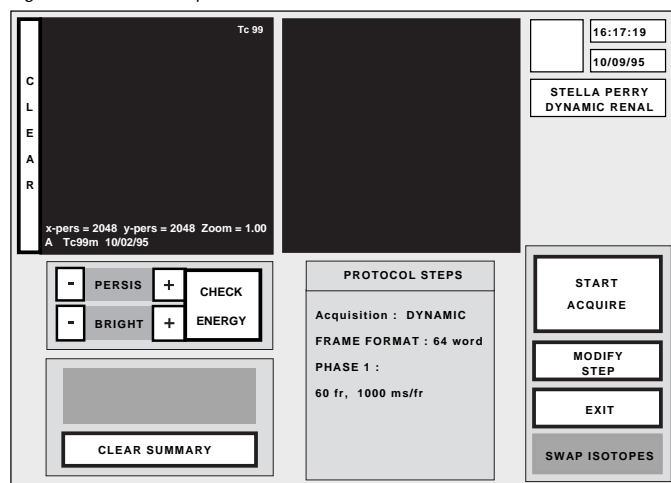 Tc 99
C
L
E
A
R
x-pers = 2048 y-pers = 2048 Zoom = 1.00
A Tc99m 10/02/95
16:17:19
10/09/95
STELLA PERRY
DYNAMIC RENAL
- PERSIS +
- BRIGHT +
CHECK
ENERGY
CLEAR SUMMARY
PROTOCOL STEPS
Acquisition : DYNAMIC
FRAME FORMAT : 64 word
PHASE 1 :
60 fr, 1000 ms/fr
START
ACQUIRE
MODIFY
STEP
EXIT
SWAP ISOTOPES